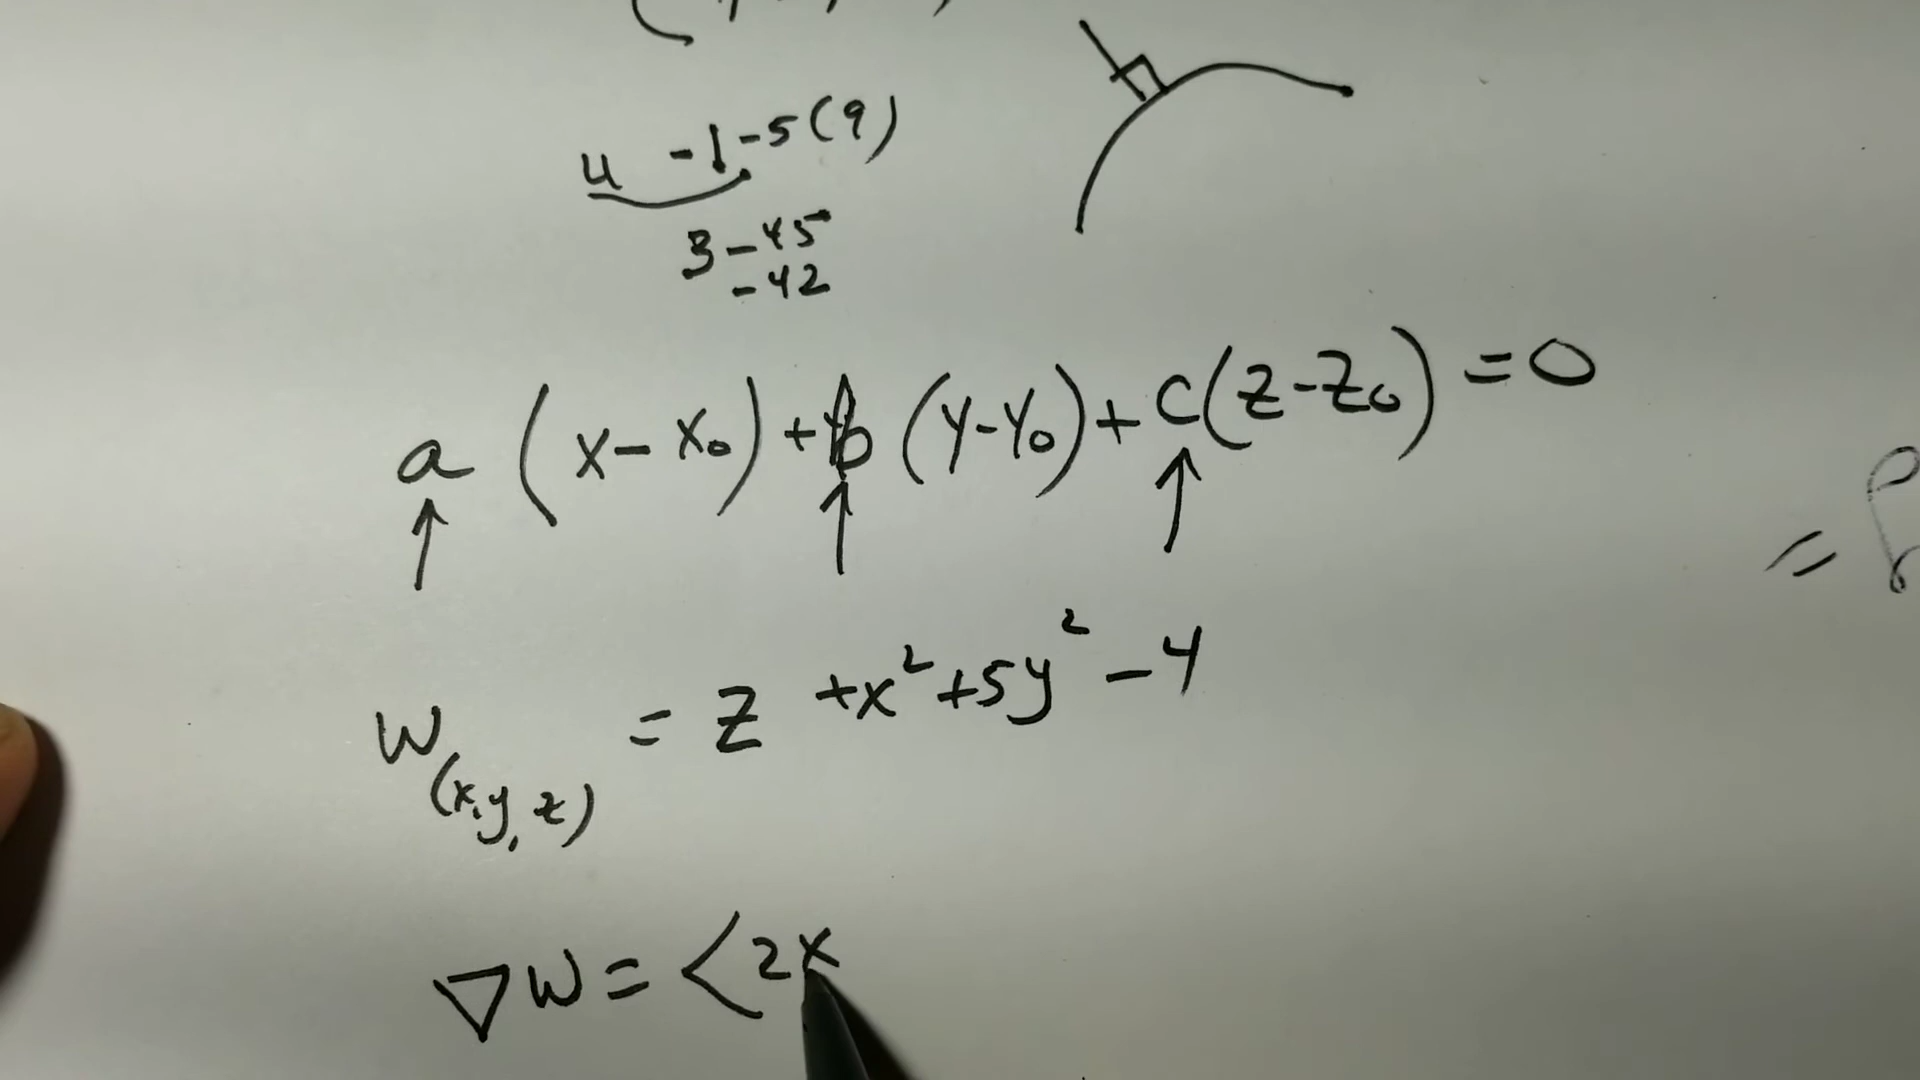 4 -1-5(9)
3-45
-42
a (x-x₀) + b (y-y₀) + c(z-z₀) = 0
=
w(x,y,z) = z +x²+5y²-4
∇w = <2x